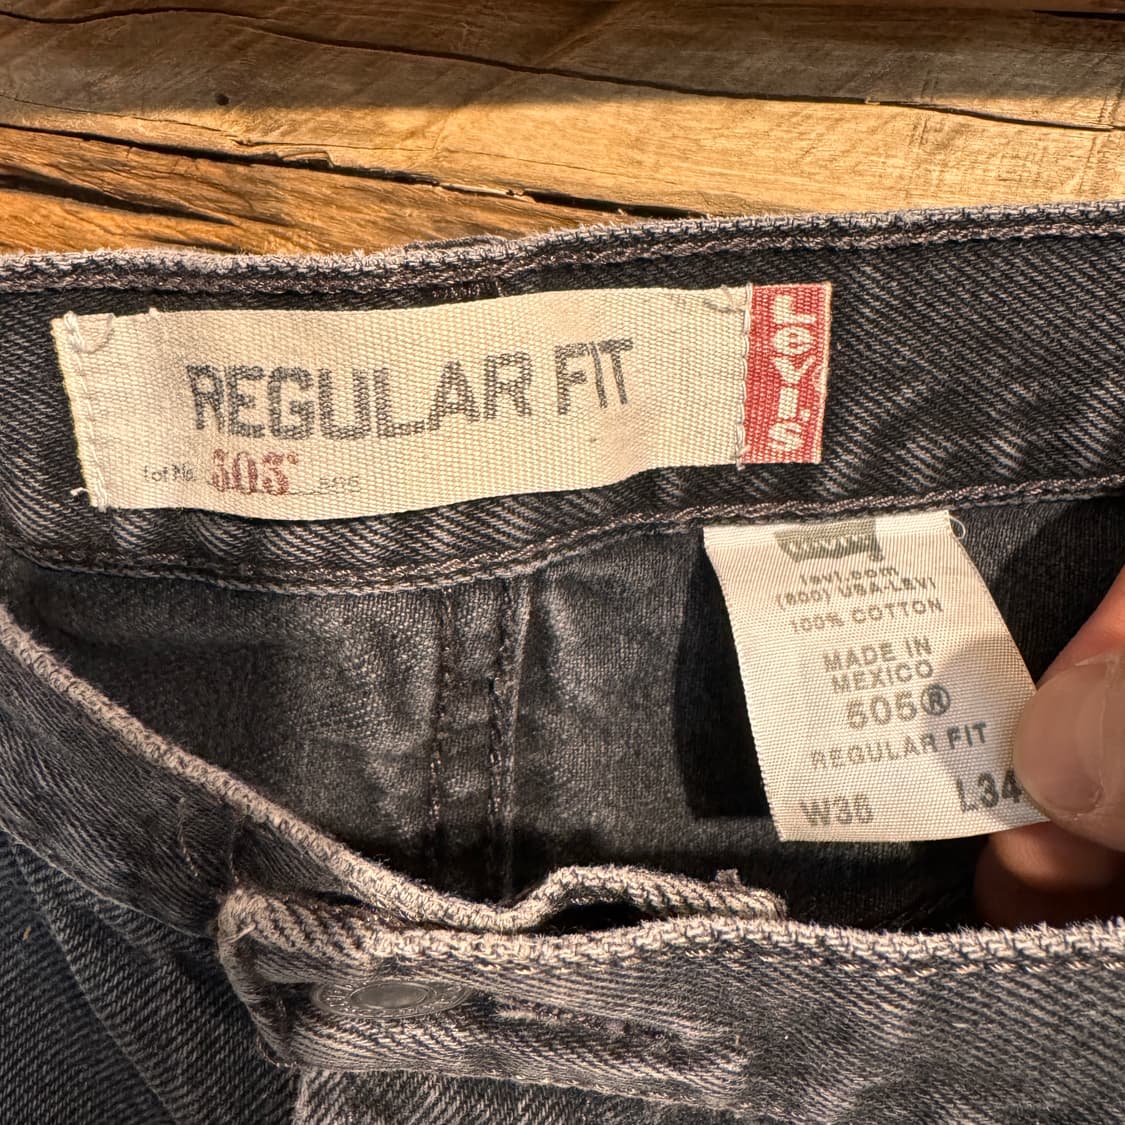 REGULAR FIT
Lot No. 505®
LEVI'S
levi.com
(800) USA-LEVI
100% COTTON
MADE IN
MEXICO
505®
REGULAR FIT
W36 L34